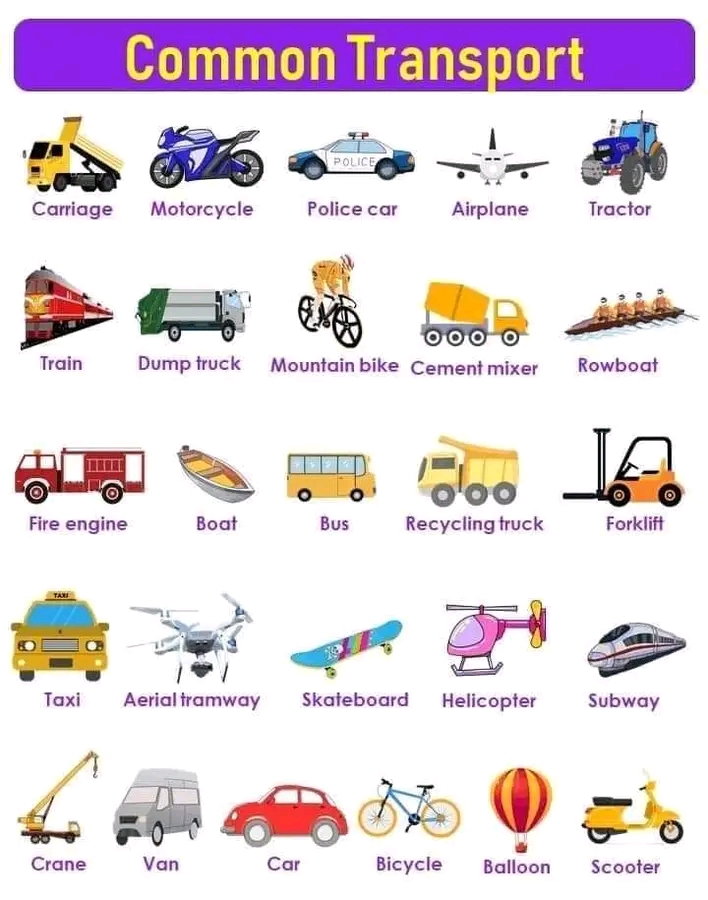 Common Transport
POLICE
Carriage Motorcycle Police car Airplane Tractor
Train Dump truck Mountain bike Cement mixer Rowboat
Fire engine Boat Bus Recycling truck Forklift
TAXI
Taxi Aerial tramway Skateboard Helicopter Subway
Crane Van Car Bicycle Balloon Scooter